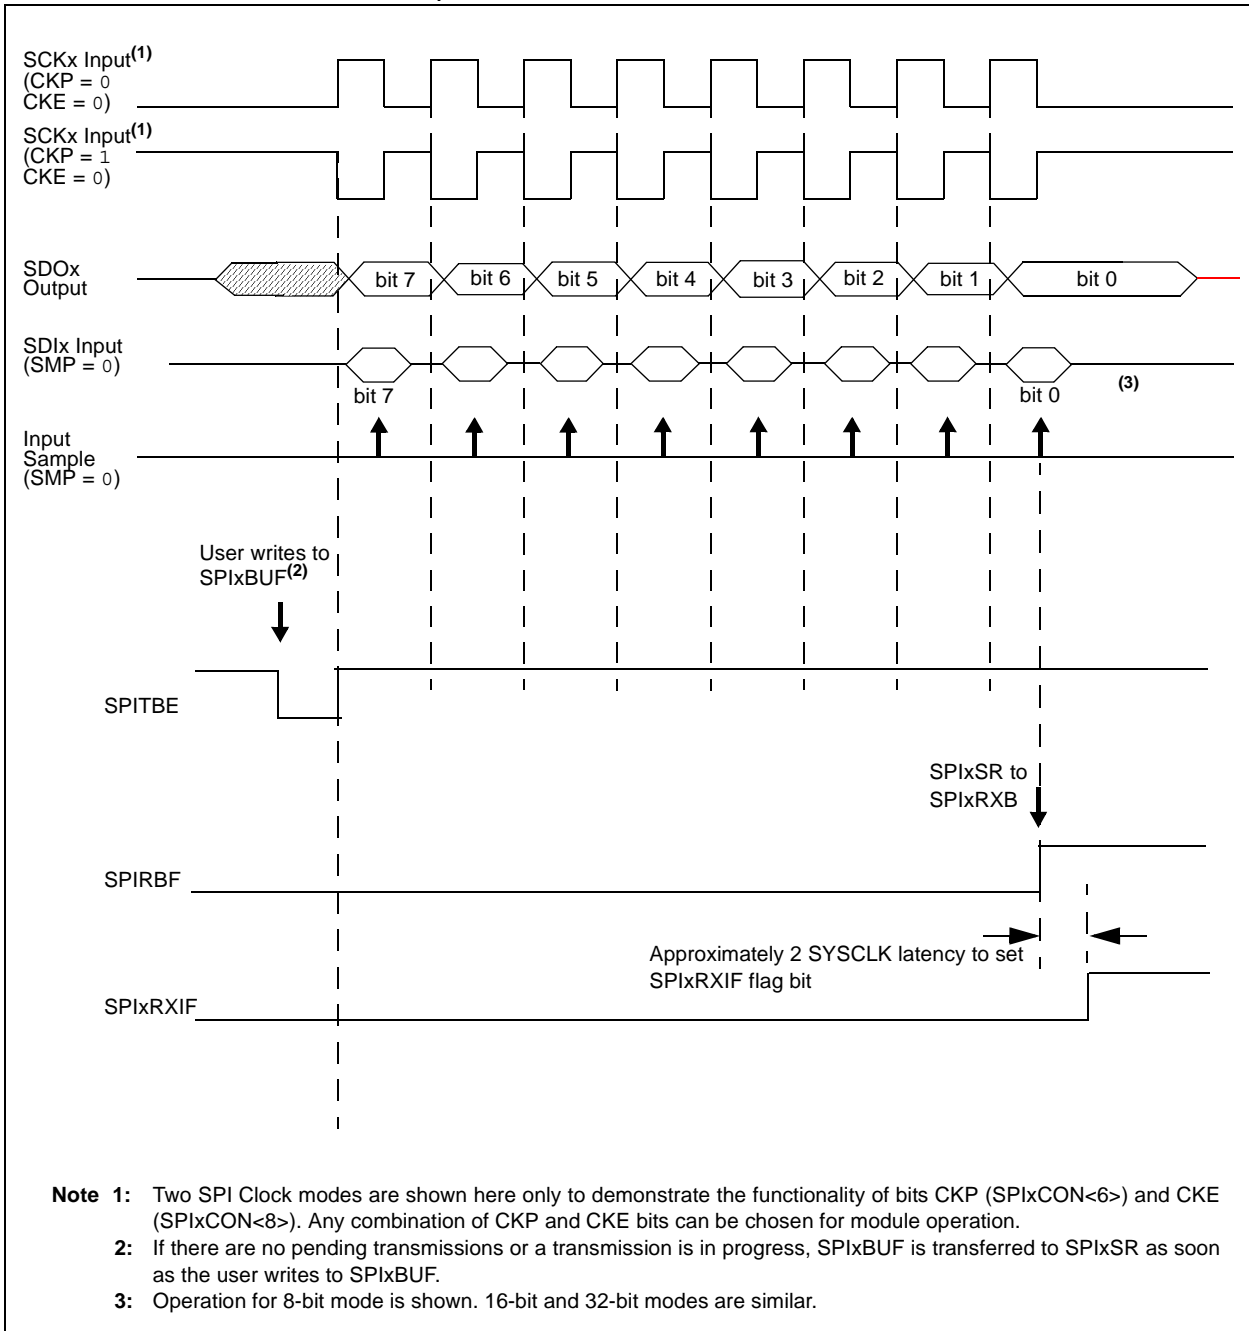 SCKx Input(1)
(CKP = 0
CKE = 0)
SCKx Input(1)
(CKP = 1
CKE = 0)
SDOx
Output
bit 7 bit 6 bit 5 bit 4 bit 3 bit 2 bit 1 bit 0
SDIx Input
(SMP = 0)
bit 7 bit 0
(3)
Input
Sample
(SMP = 0)
User writes to
SPIxBUF(2)
SPITBE
SPIxSR to
SPIxRXB
SPIRBF
Approximately 2 SYSCLK latency to set
SPIxRXIF flag bit
SPIxRXIF
Note 1: Two SPI Clock modes are shown here only to demonstrate the functionality of bits CKP (SPIxCON<6>) and CKE
(SPIxCON<8>). Any combination of CKP and CKE bits can be chosen for module operation.
2: If there are no pending transmissions or a transmission is in progress, SPIxBUF is transferred to SPIxSR as soon
as the user writes to SPIxBUF.
3: Operation for 8-bit mode is shown. 16-bit and 32-bit modes are similar.